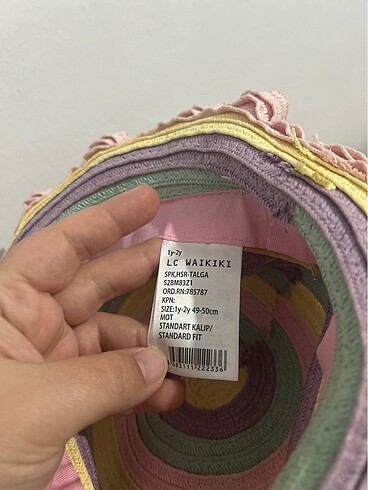 1y-2y
LC WAIKIKI
SPK,HSR-TALGA
S2BM83Z1
ORD.RN:785787
KPN:
SIZE:1y-2y 49-50cm
MOT
STANDART KALIP/
STANDARD FIT